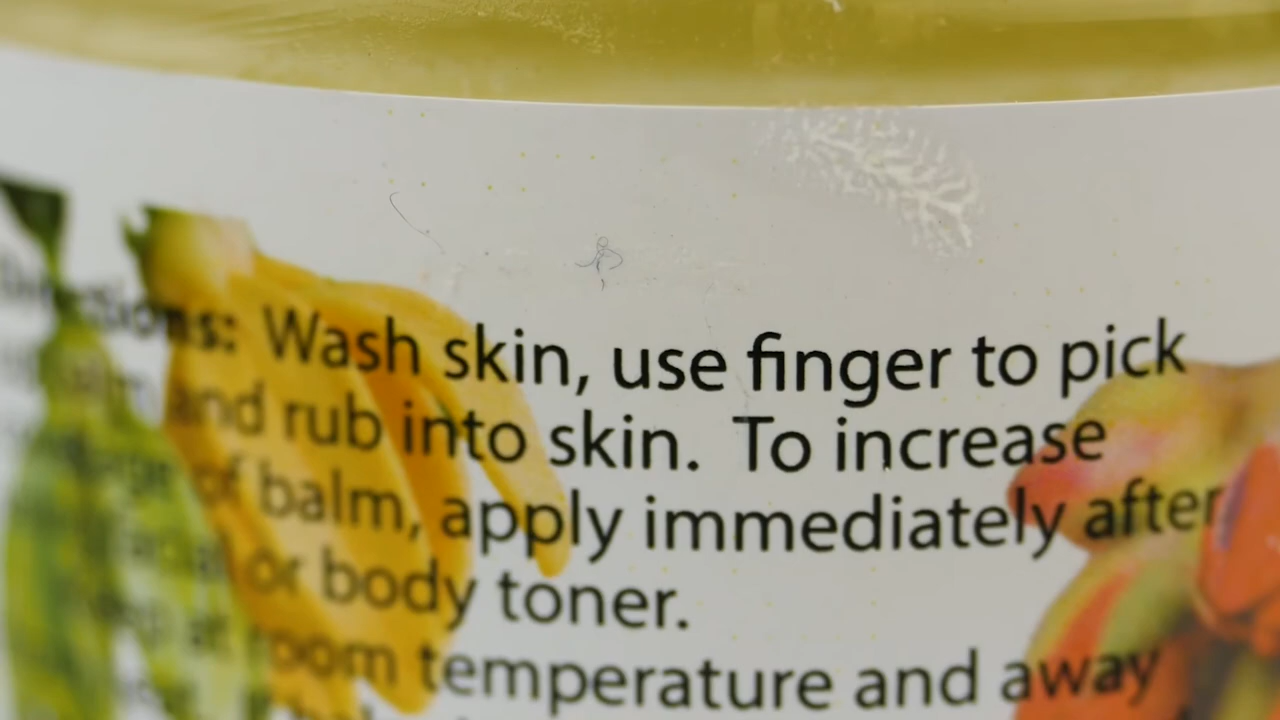 Directions: Wash skin, use finger to pick
and rub into skin. To increase
of balm, apply immediately after
or body toner.
room temperature and away